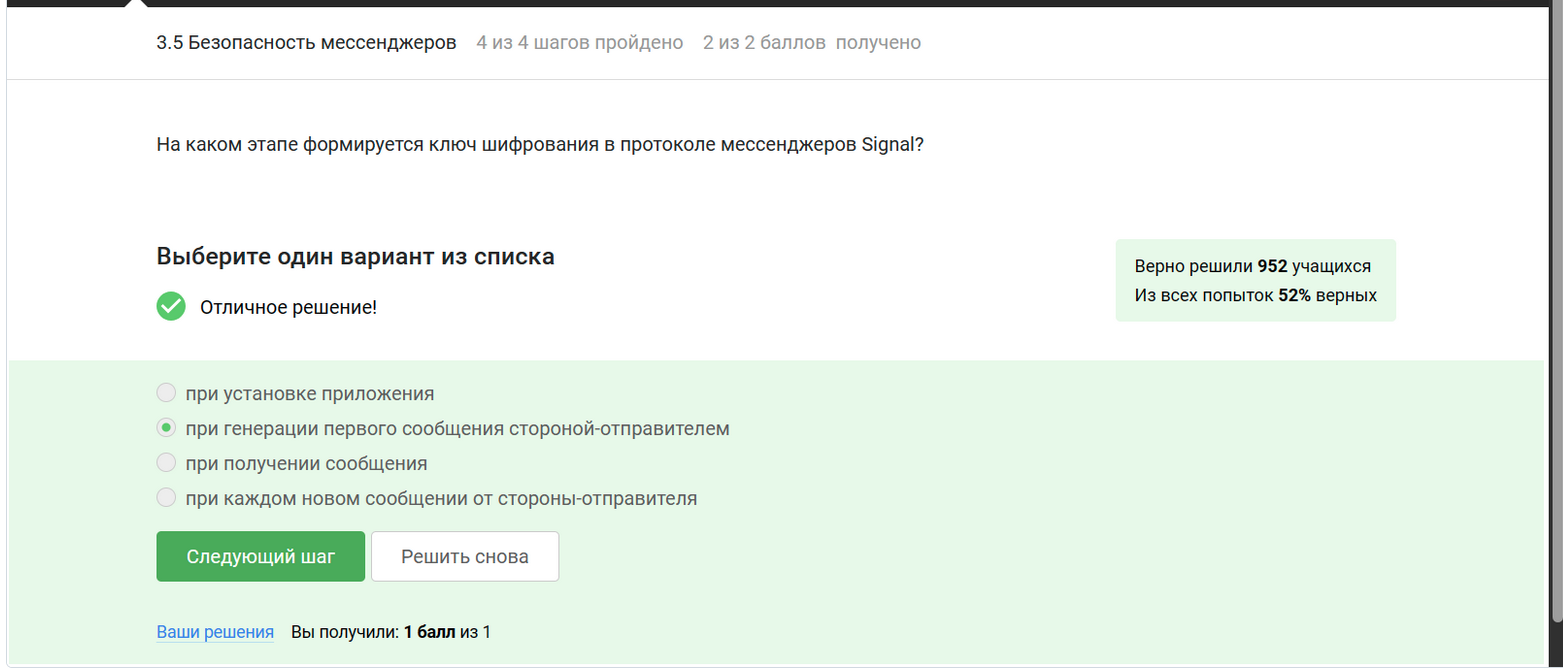 3.5 Безопасность мессенджеров 4 из 4 шагов пройдено 2 из 2 баллов получено
На каком этапе формируется ключ шифрования в протоколе мессенджеров Signal?
Выберите один вариант из списка
Отличное решение!
Верно решили 952 учащихся
Из всех попыток 52% верных
при установке приложения
при генерации первого сообщения стороной-отправителем
при получении сообщения
при каждом новом сообщении от стороны-отправителя
Следующий шаг Решить снова
Ваши решения Вы получили: 1 балл из 1